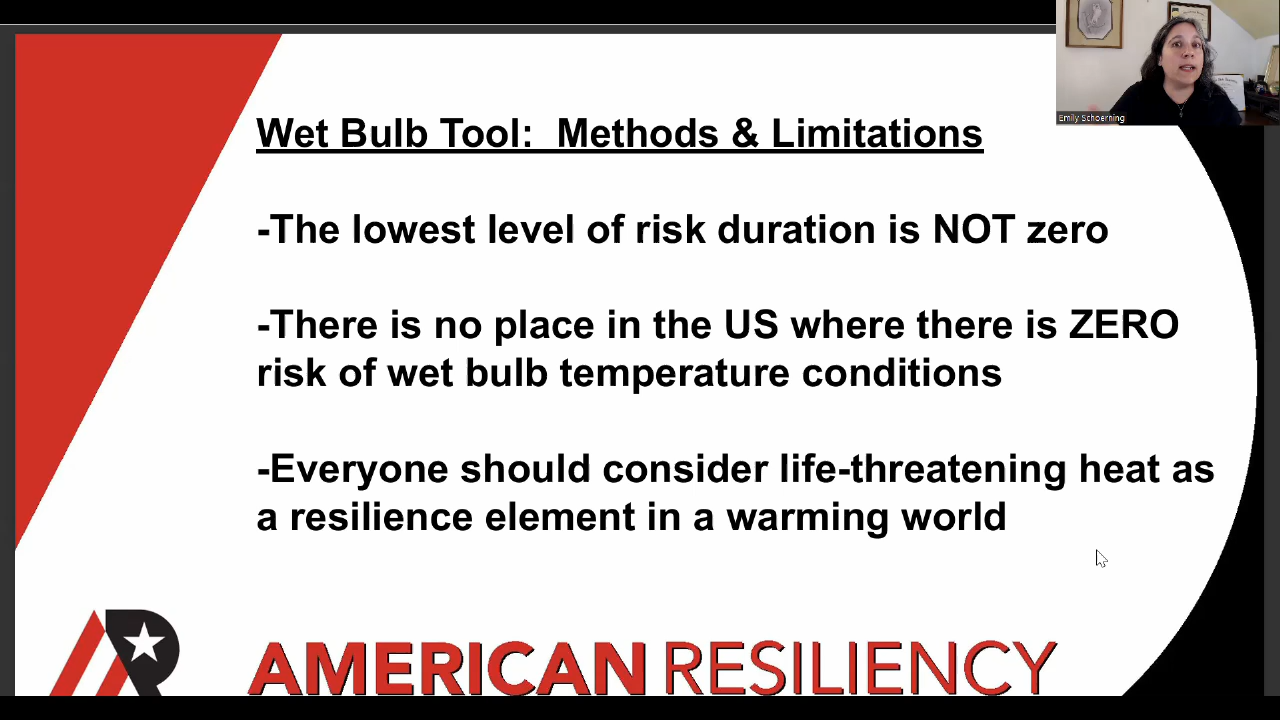 Wet Bulb Tool: Methods & Limitations
-The lowest level of risk duration is NOT zero
-There is no place in the US where there is ZERO
risk of wet bulb temperature conditions
-Everyone should consider life-threatening heat as
a resilience element in a warming world
AMERICAN RESILIENCY
Emily Schoerning